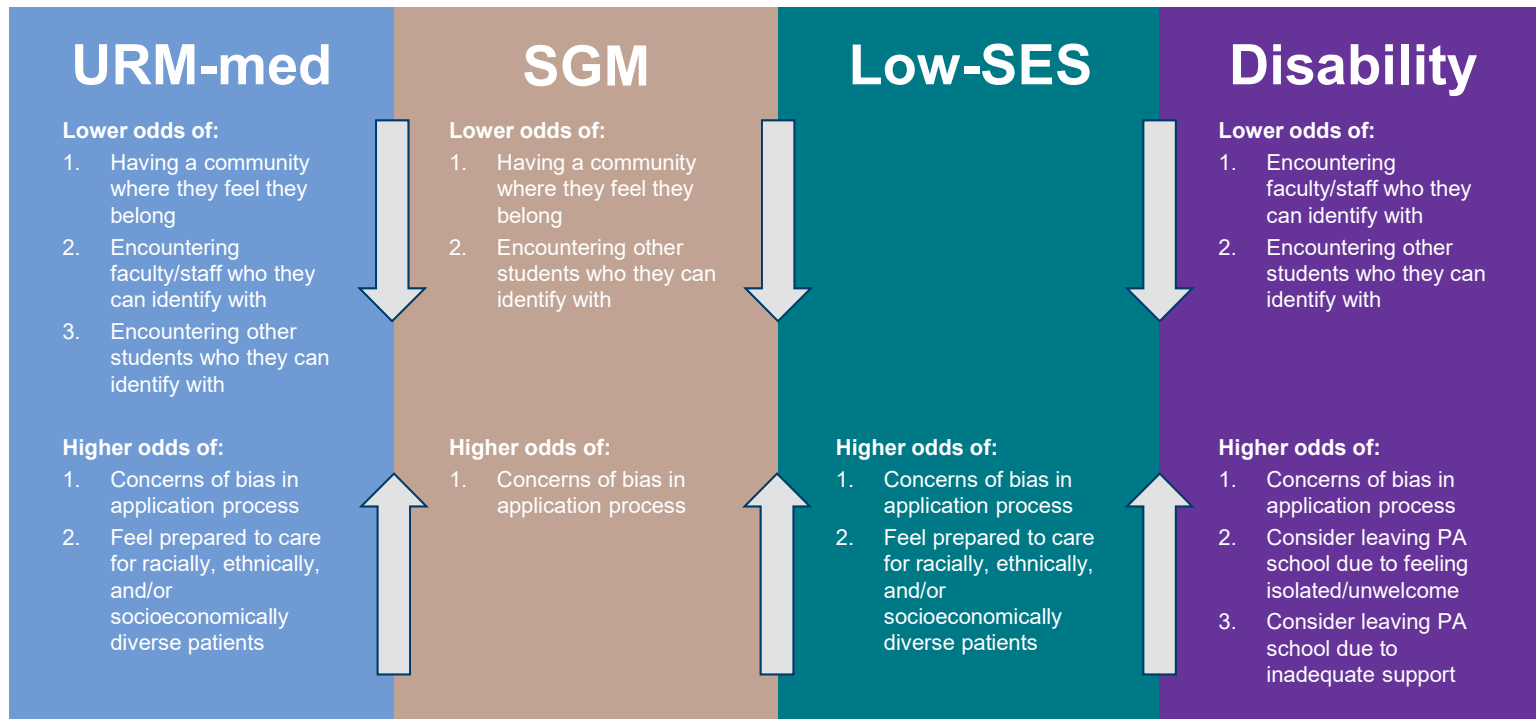 URM-med
Lower odds of:
1. Having a community
where they feel they
belong
2. Encountering
faculty/staff who they
can identify with
3. Encountering other
students who they can
identify with
Higher odds of:
1. Concerns of bias in
application process
2. Feel prepared to care
for racially, ethnically,
and/or
socioeconomically
diverse patients
SGM
Lower odds of:
1. Having a community
where they feel they
belong
2. Encountering other
students who they can
identify with
Higher odds of:
1. Concerns of bias in
application process
Low-SES
Higher odds of:
1. Concerns of bias in
application process
2. Feel prepared to care
for racially, ethnically,
and/or
socioeconomically
diverse patients
Disability
Lower odds of:
1. Encountering
faculty/staff who they
can identify with
2. Encountering other
students who they can
identify with
Higher odds of:
1. Concerns of bias in
application process
2. Consider leaving PA
school due to feeling
isolated/unwelcome
3. Consider leaving PA
school due to
inadequate support